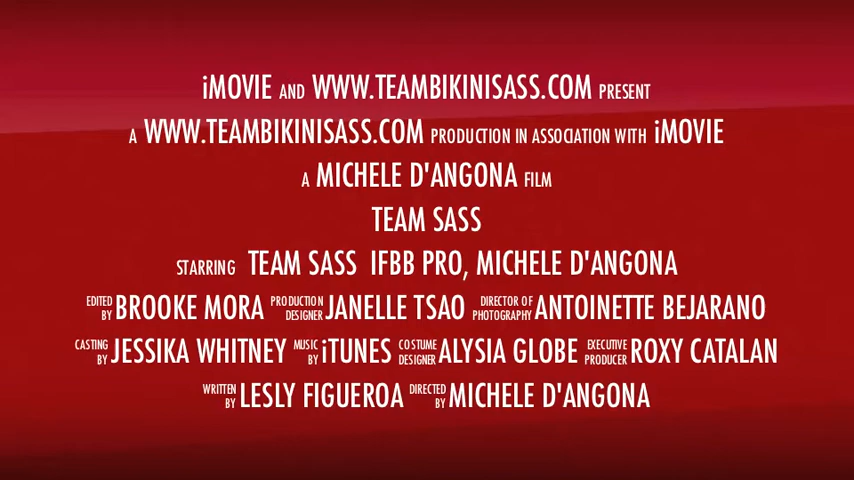 iMOVIE AND WWW.TEAMBIKINISASS.COM PRESENT
A WWW.TEAMBIKINISASS.COM PRODUCTION IN ASSOCIATION WITH iMOVIE
A MICHELE D'ANGONA FILM
TEAM SASS
STARRING TEAM SASS IFBB PRO, MICHELE D'ANGONA
EDITED BY BROOKE MORA PRODUCTION DESIGNER JANELLE TSAO DIRECTOR OF PHOTOGRAPHY ANTOINETTE BEJARANO
CASTING BY JESSIKA WHITNEY MUSIC BY iTUNES COSTUME DESIGNER ALYSIA GLOBE EXECUTIVE PRODUCER ROXY CATALAN
WRITTEN BY LESLY FIGUEROA DIRECTED BY MICHELE D'ANGONA